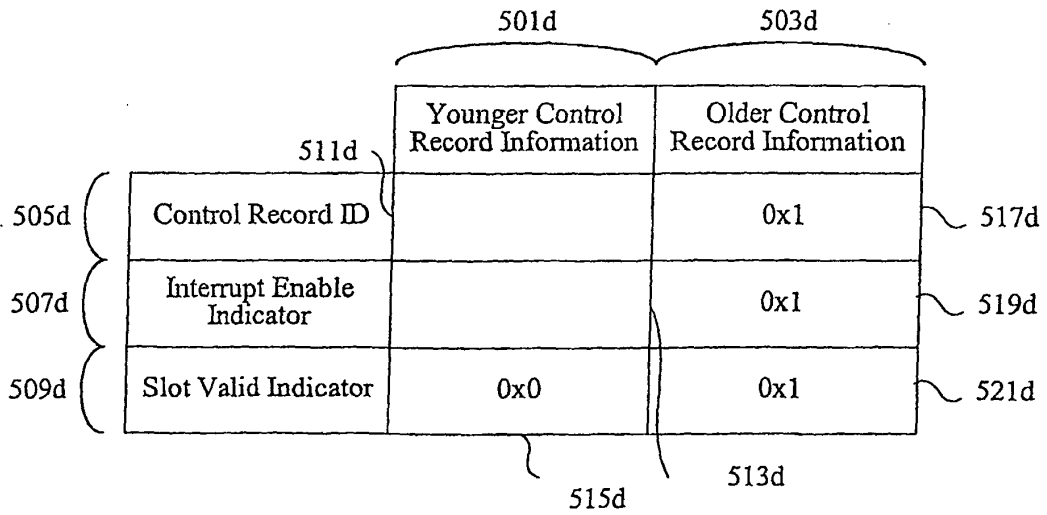 501d 503d
Younger Control Older Control
Record Information Record Information
511d
505d Control Record ID 0x1 517d
507d Interrupt Enable
Indicator 0x1 519d
509d Slot Valid Indicator 0x0 0x1 521d
513d
515d